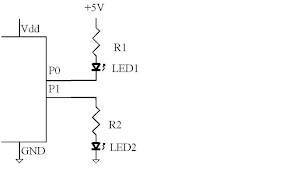 +5V
Vdd
R1
P0
LED1
P1
R2
GND
LED2